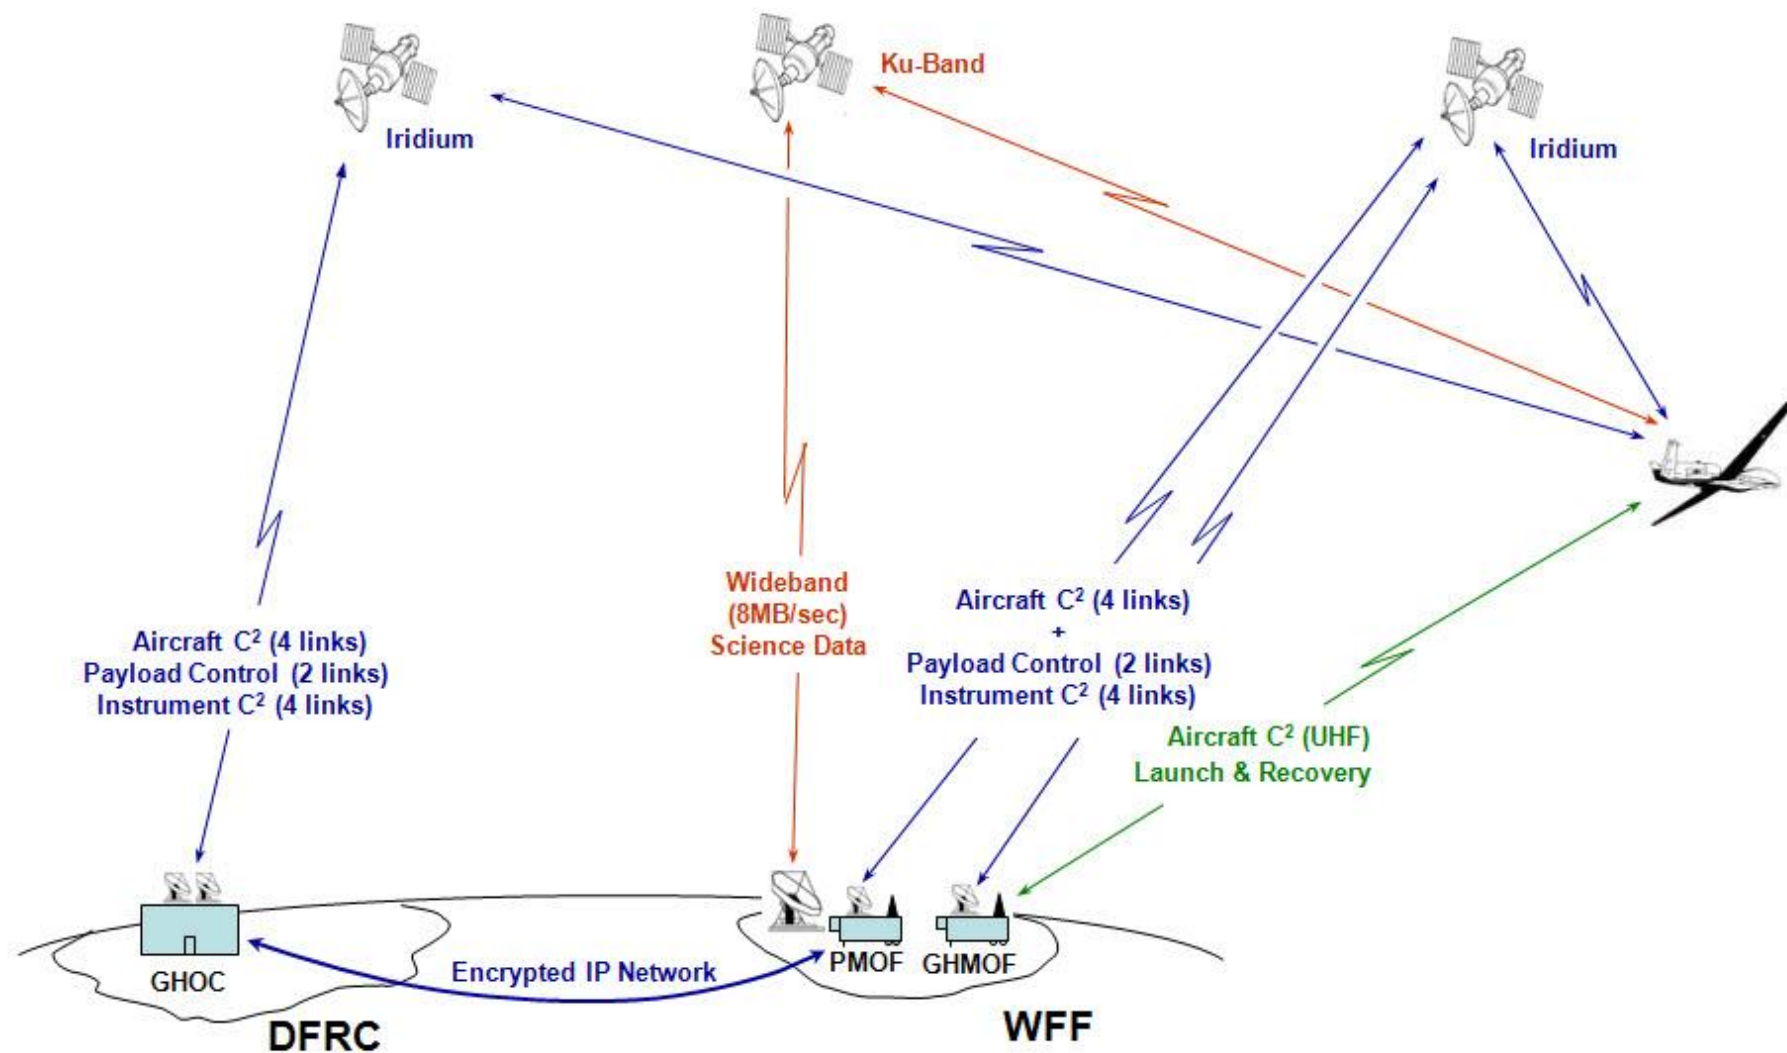 Ku-Band
Iridium
Iridium
Wideband
(8MB/sec)
Science Data
Aircraft C² (4 links)
+
Payload Control (2 links)
Instrument C² (4 links)
Aircraft C² (4 links)
Payload Control (2 links)
Instrument C² (4 links)
Aircraft C² (UHF)
Launch & Recovery
GHOC
Encrypted IP Network
PMOF
GHMOF
DFRC
WFF